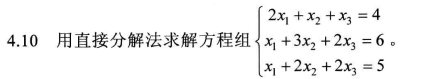 2x₁ + x₂ + x₃ = 4
4.10 用直接分解法求解方程组{ x₁ + 3x₂ + 2x₃ = 6 。
x₁ + 2x₂ + 2x₃ = 5